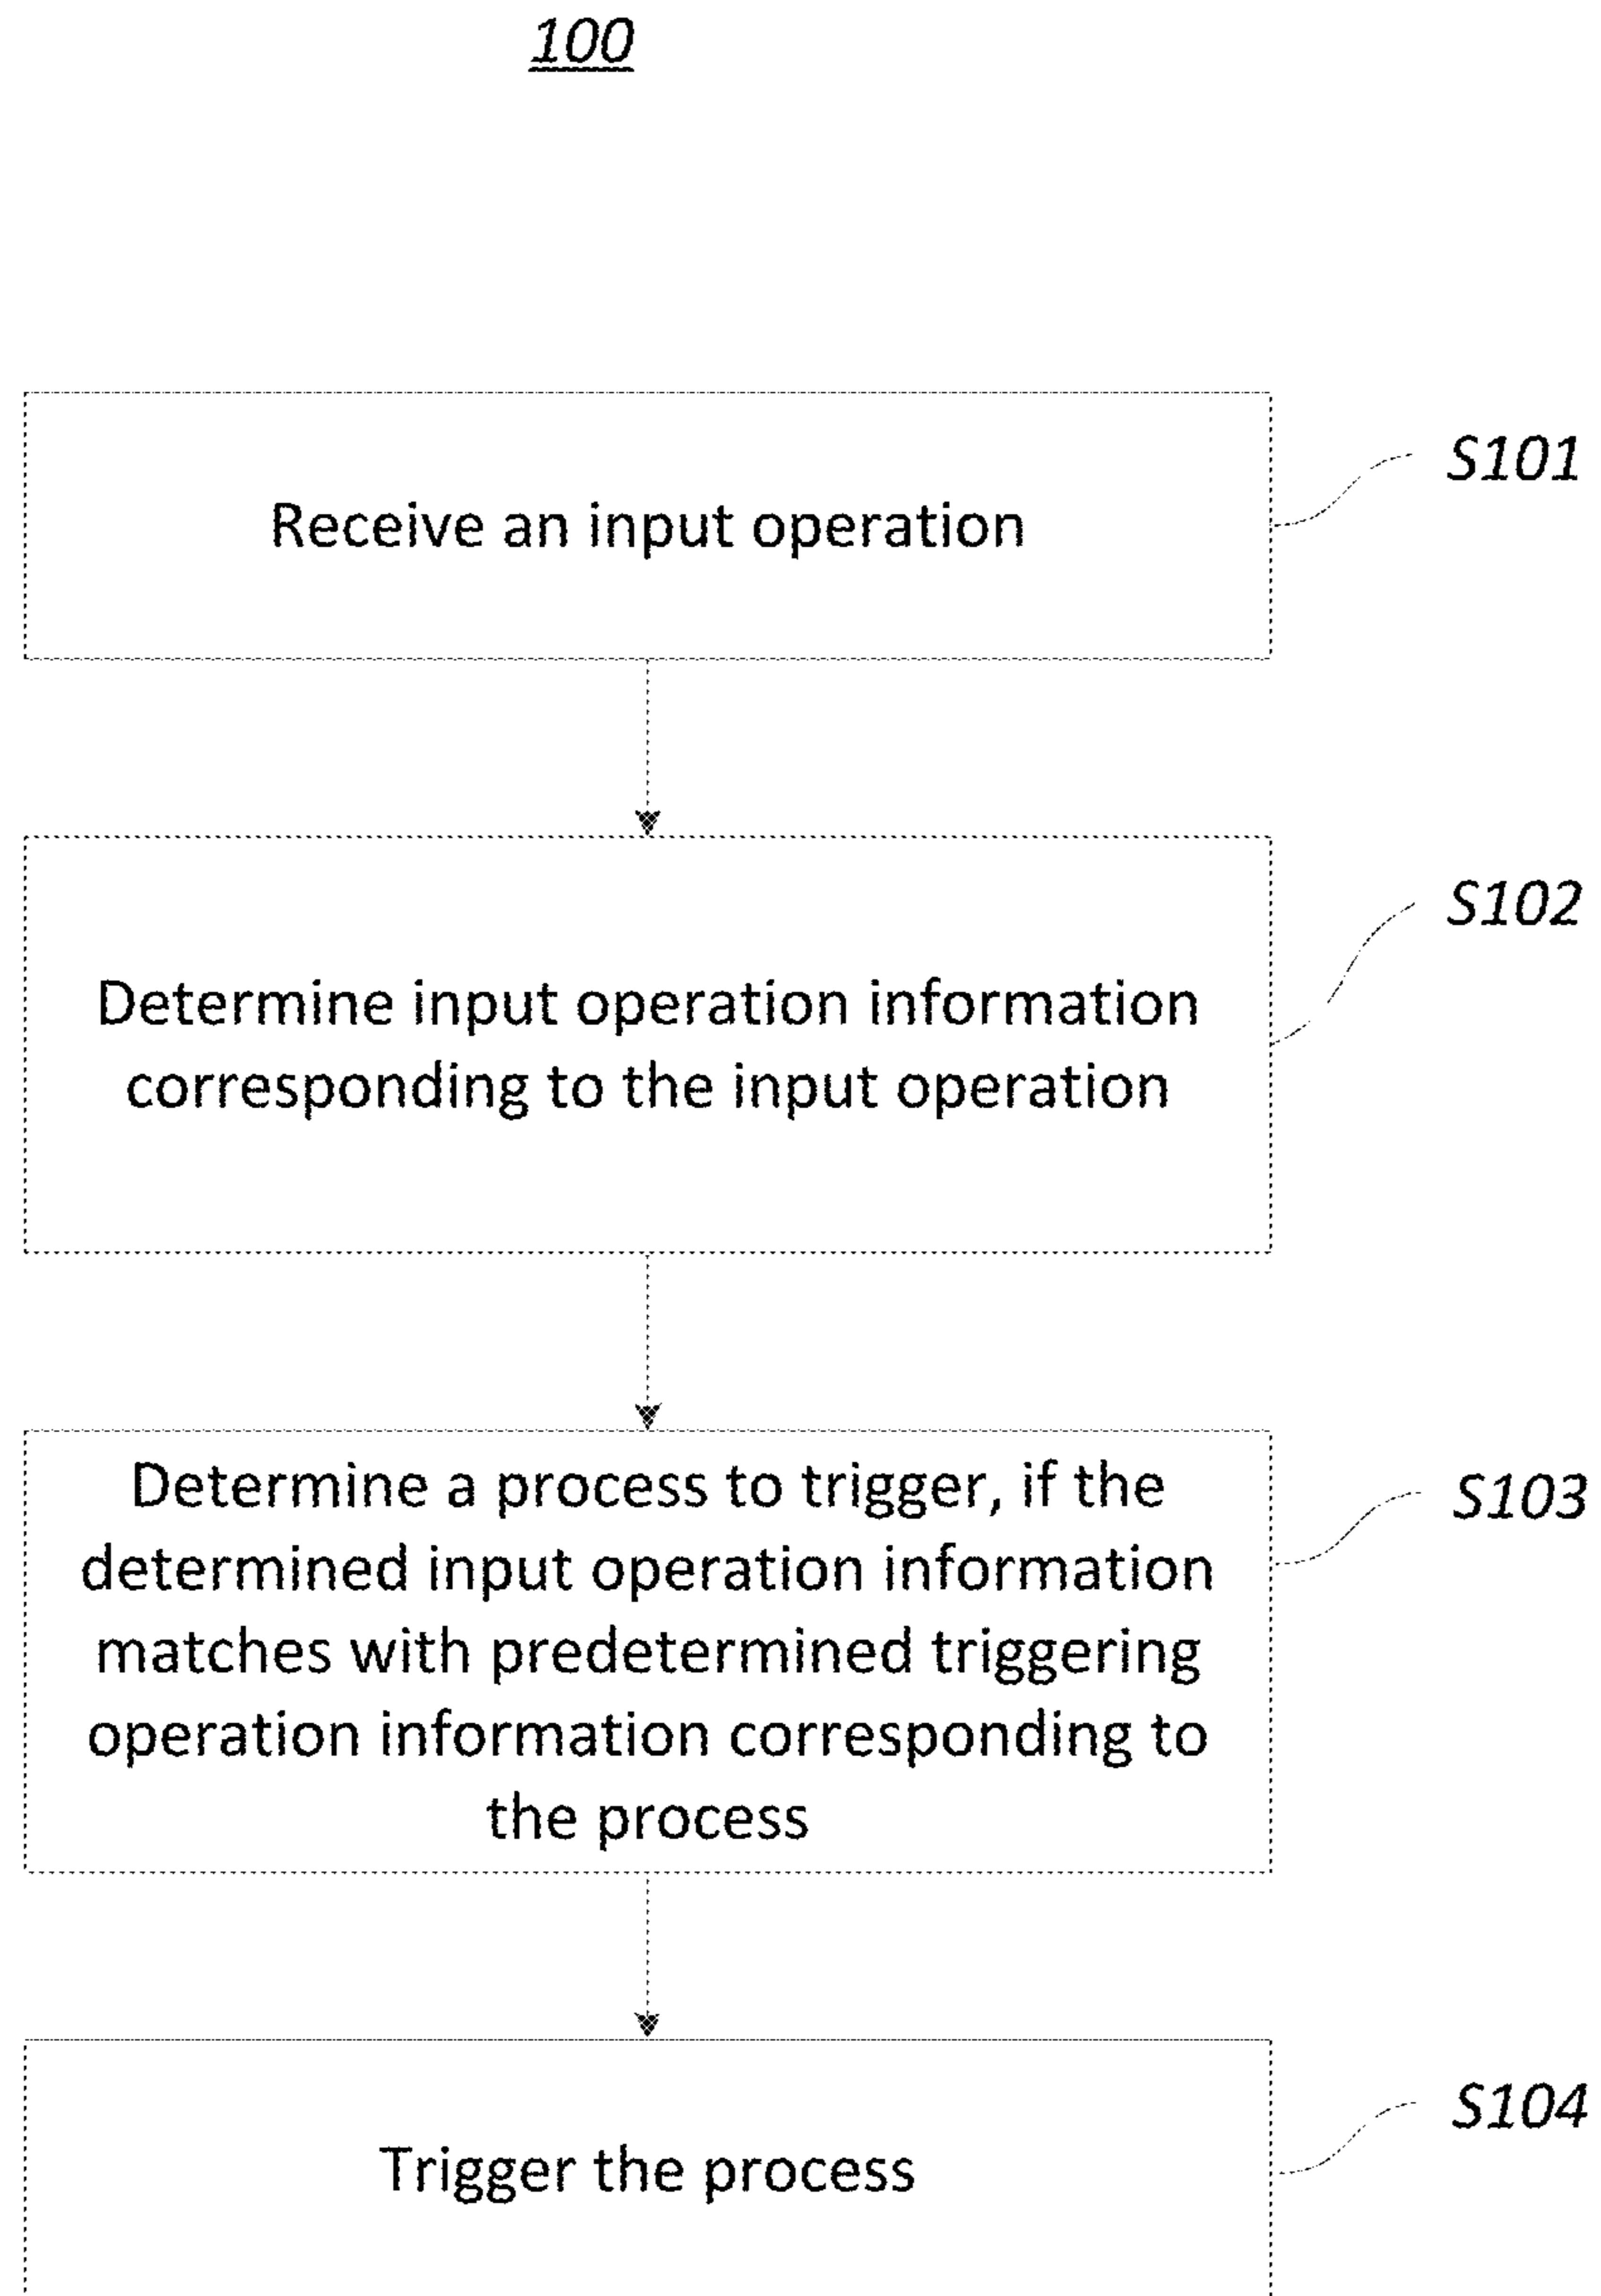 100
Receive an input operation
S101
Determine input operation information
corresponding to the input operation
S102
Determine a process to trigger, if the
determined input operation information
matches with predetermined triggering
operation information corresponding to
the process
S103
Trigger the process
S104